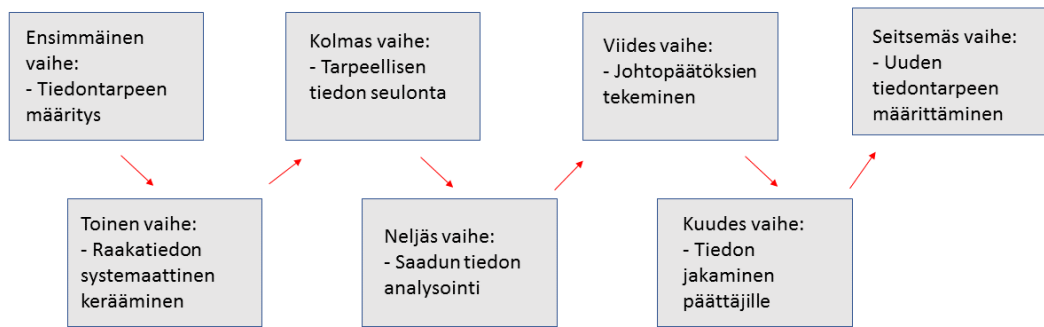 Ensimmäinen
vaihe:
- Tiedontarpeen
määritys
Toinen vaihe:
- Raakatiedon
systemaattinen
kerääminen
Kolmas vaihe:
- Tarpeellisen
tiedon seulonta
Neljäs vaihe:
- Saadun tiedon
analysointi
Viides vaihe:
- Johtopäätöksien
tekeminen
Kuudes vaihe:
- Tiedon
jakaminen
päättäjille
Seitsemäs vaihe:
- Uuden
tiedontarpeen
määrittäminen